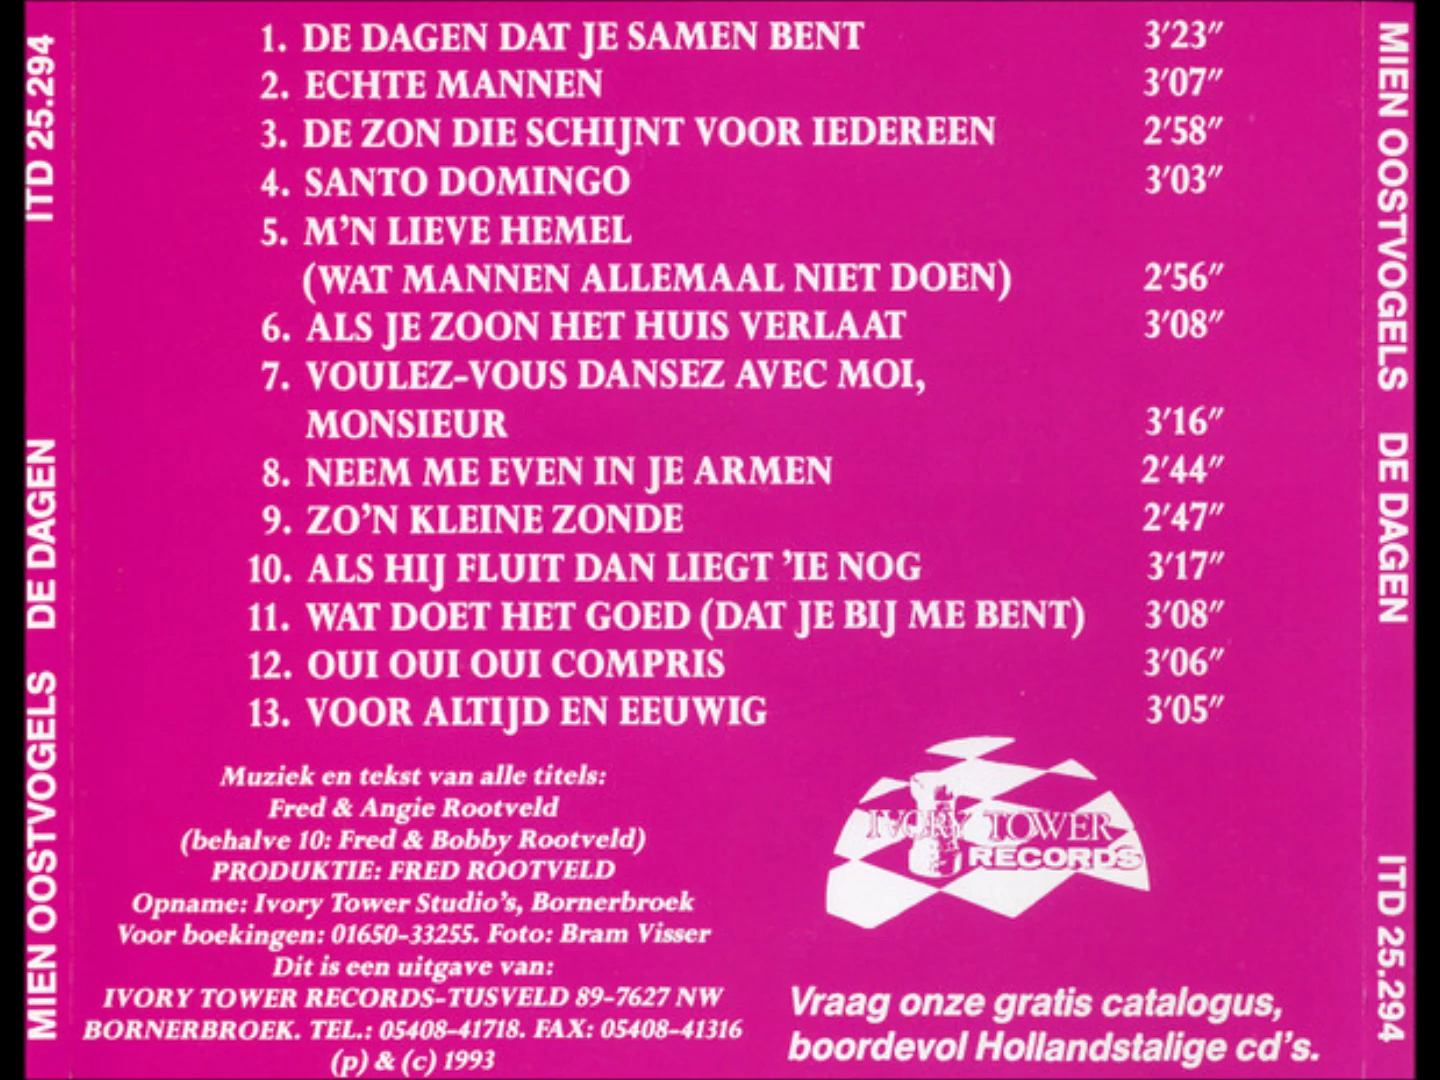 1. DE DAGEN DAT JE SAMEN BENT 3'23"
2. ECHTE MANNEN 3'07"
3. DE ZON DIE SCHIJNT VOOR IEDEREEN 2'58"
4. SANTO DOMINGO 3'03"
5. M'N LIEVE HEMEL
(WAT MANNEN ALLEMAAL NIET DOEN) 2'56"
6. ALS JE ZOON HET HUIS VERLAAT 3'08"
7. VOULEZ-VOUS DANSEZ AVEC MOI,
MONSIEUR 3'16"
8. NEEM ME EVEN IN JE ARMEN 2'44"
9. ZO'N KLEINE ZONDE 2'47"
10. ALS HIJ FLUIT DAN LIEGT 'IE NOG 3'17"
11. WAT DOET HET GOED (DAT JE BIJ ME BENT) 3'08"
12. OUI OUI OUI COMPRIS 3'06"
13. VOOR ALTIJD EN EEUWIG 3'05"
Muziek en tekst van alle titels:
Fred & Angie Rootveld
(behalve 10: Fred & Bobby Rootveld)
PRODUKTIE: FRED ROOTVELD
Opname: Ivory Tower Studio's, Bornerbroek
Voor boekingen: 01650-33255. Foto: Bram Visser
Dit is een uitgave van:
IVORY TOWER RECORDS-TUSVELD 89-7627 NW
BORNERBROEK. TEL.: 05408-41718. FAX: 05408-41316
(p) & (c) 1993
IVORY TOWER
RECORDS
Vraag onze gratis catalogus,
boordevol Hollandstalige cd's.
MIEN OOSTVOGELS DE DAGEN ITD 25.294
MIEN OOSTVOGELS DE DAGEN ITD 25.294